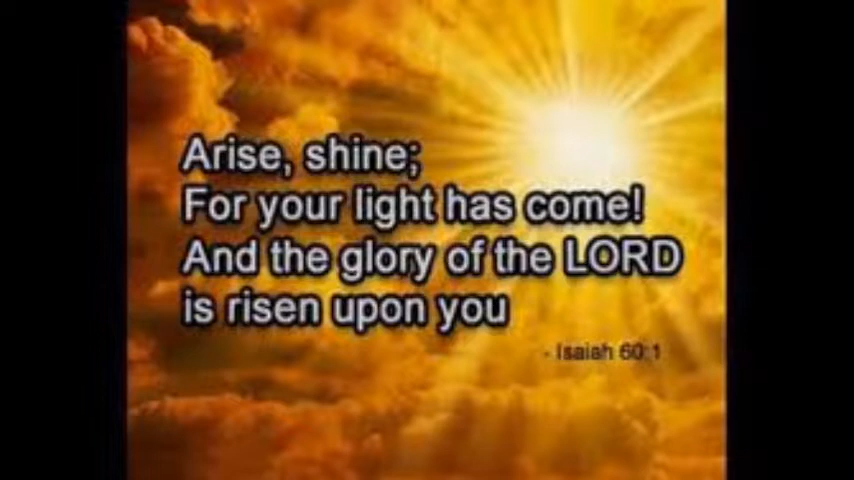 Arise, shine;
For your light has come!
And the glory of the LORD
is risen upon you
- Isaiah 60:1